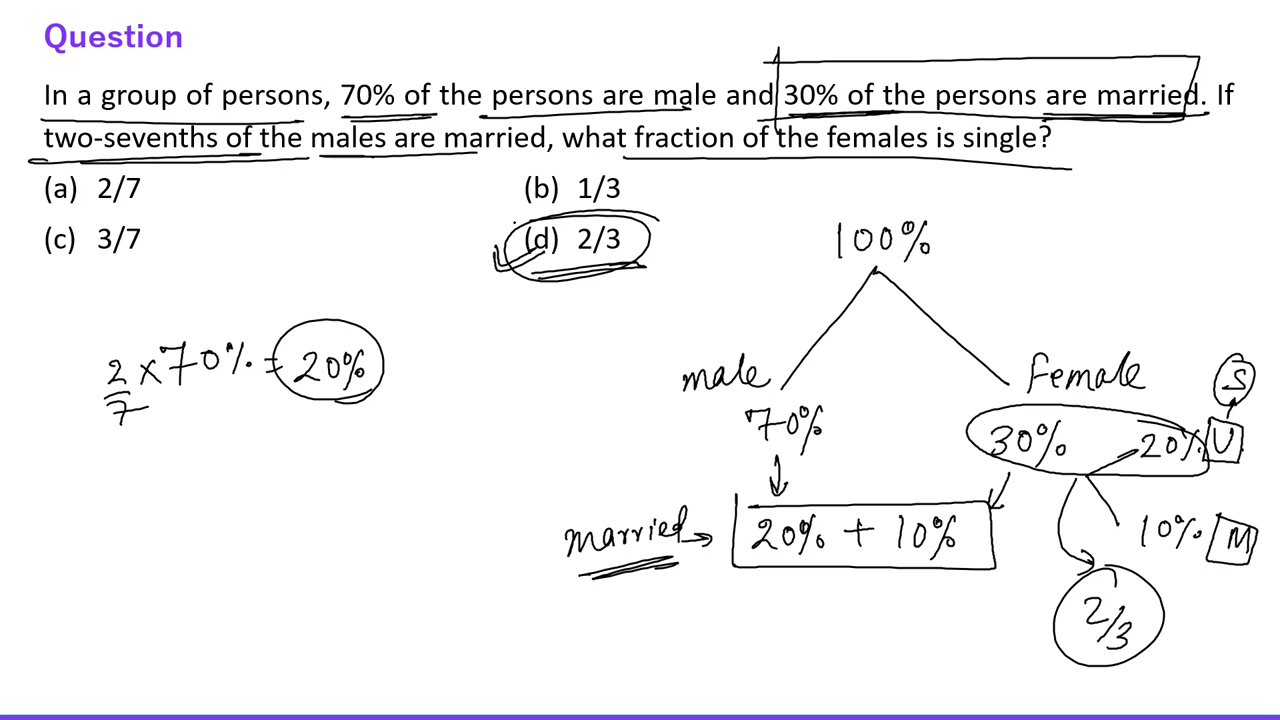 Question
In a group of persons, 70% of the persons are male and 30% of the persons are married. If
two-sevenths of the males are married, what fraction of the females is single?
(a) 2/7 (b) 1/3
(c) 3/7 (d) 2/3
100%
2/7 × 70% = 20%
male Female S
70% 30% 20% U
married → 20% + 10% 10% M
2/3